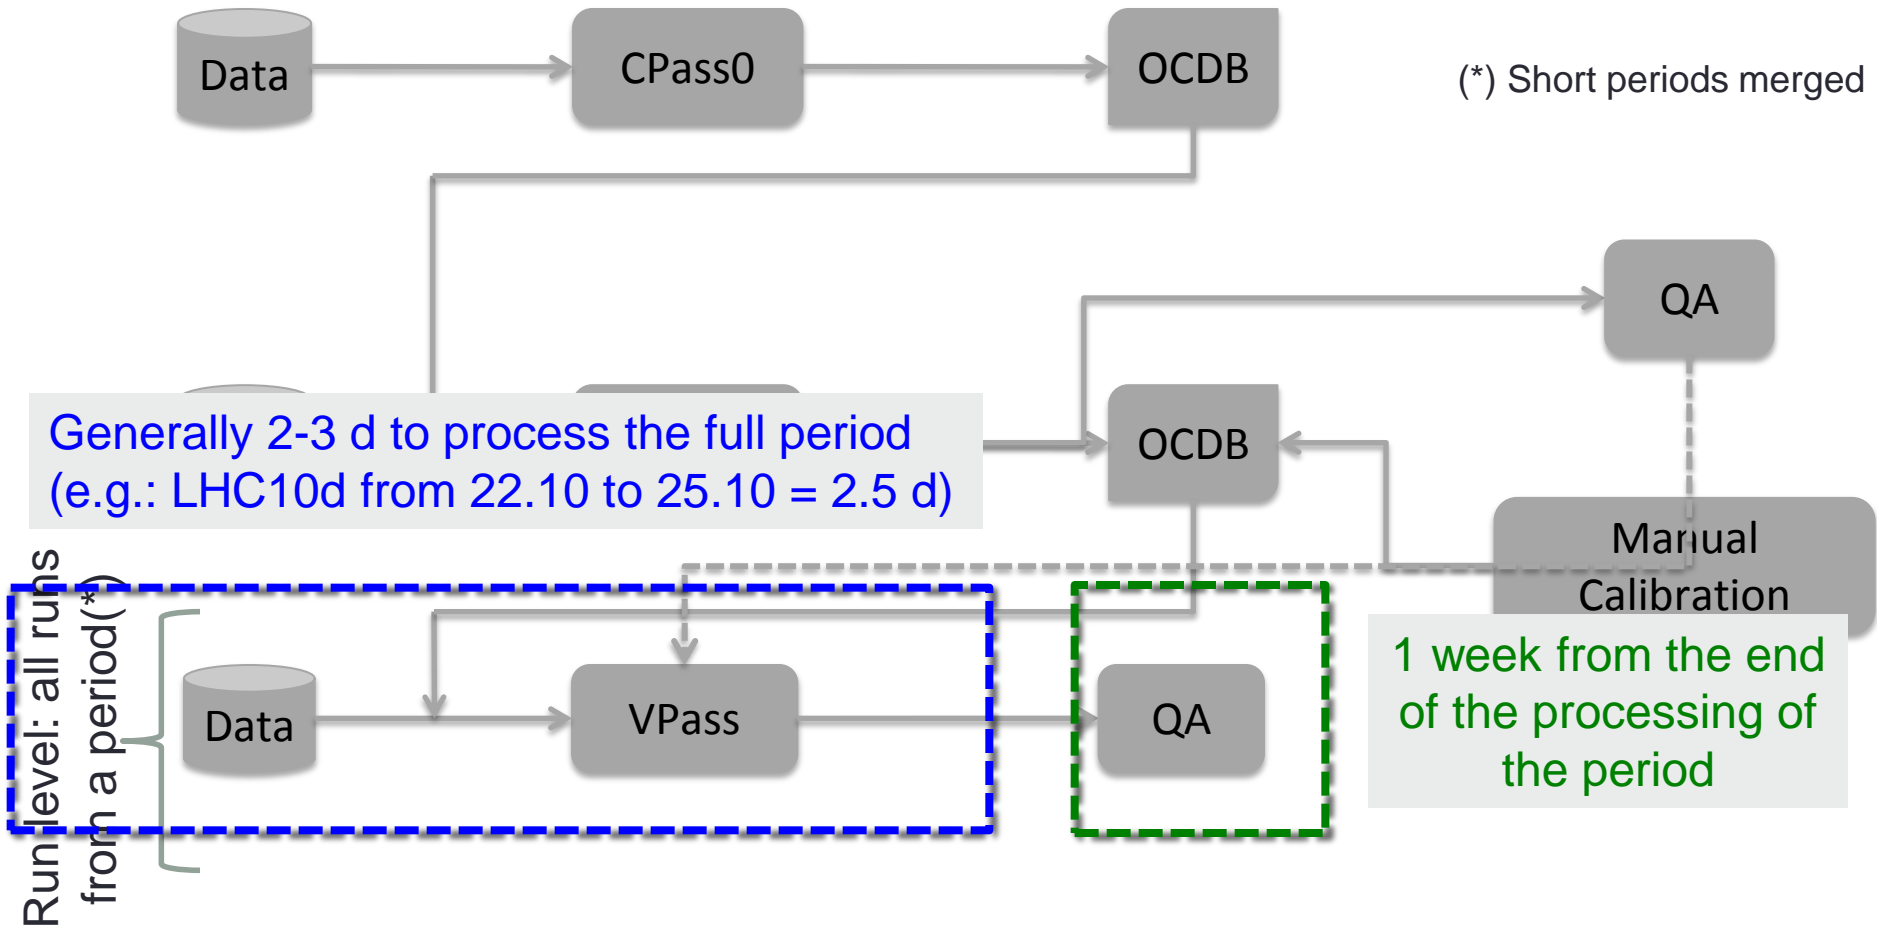 Data
CPass0
OCDB
(*) Short periods merged
QA
Generally 2-3 d to process the full period
(e.g.: LHC10d from 22.10 to 25.10 = 2.5 d)
OCDB
Manual
Calibration
Run level: all runs
from a period(*)
Data
VPass
QA
1 week from the end
of the processing of
the period